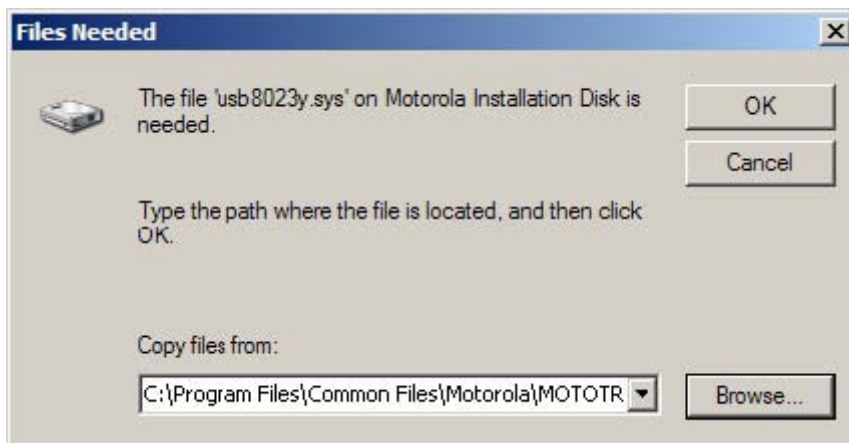 Files Needed
The file 'usb8023y.sys' on Motorola Installation Disk is
needed.
OK
Cancel
Type the path where the file is located, and then click
OK.
Copy files from:
C:\Program Files\Common Files\Motorola\MOTOTR
Browse...